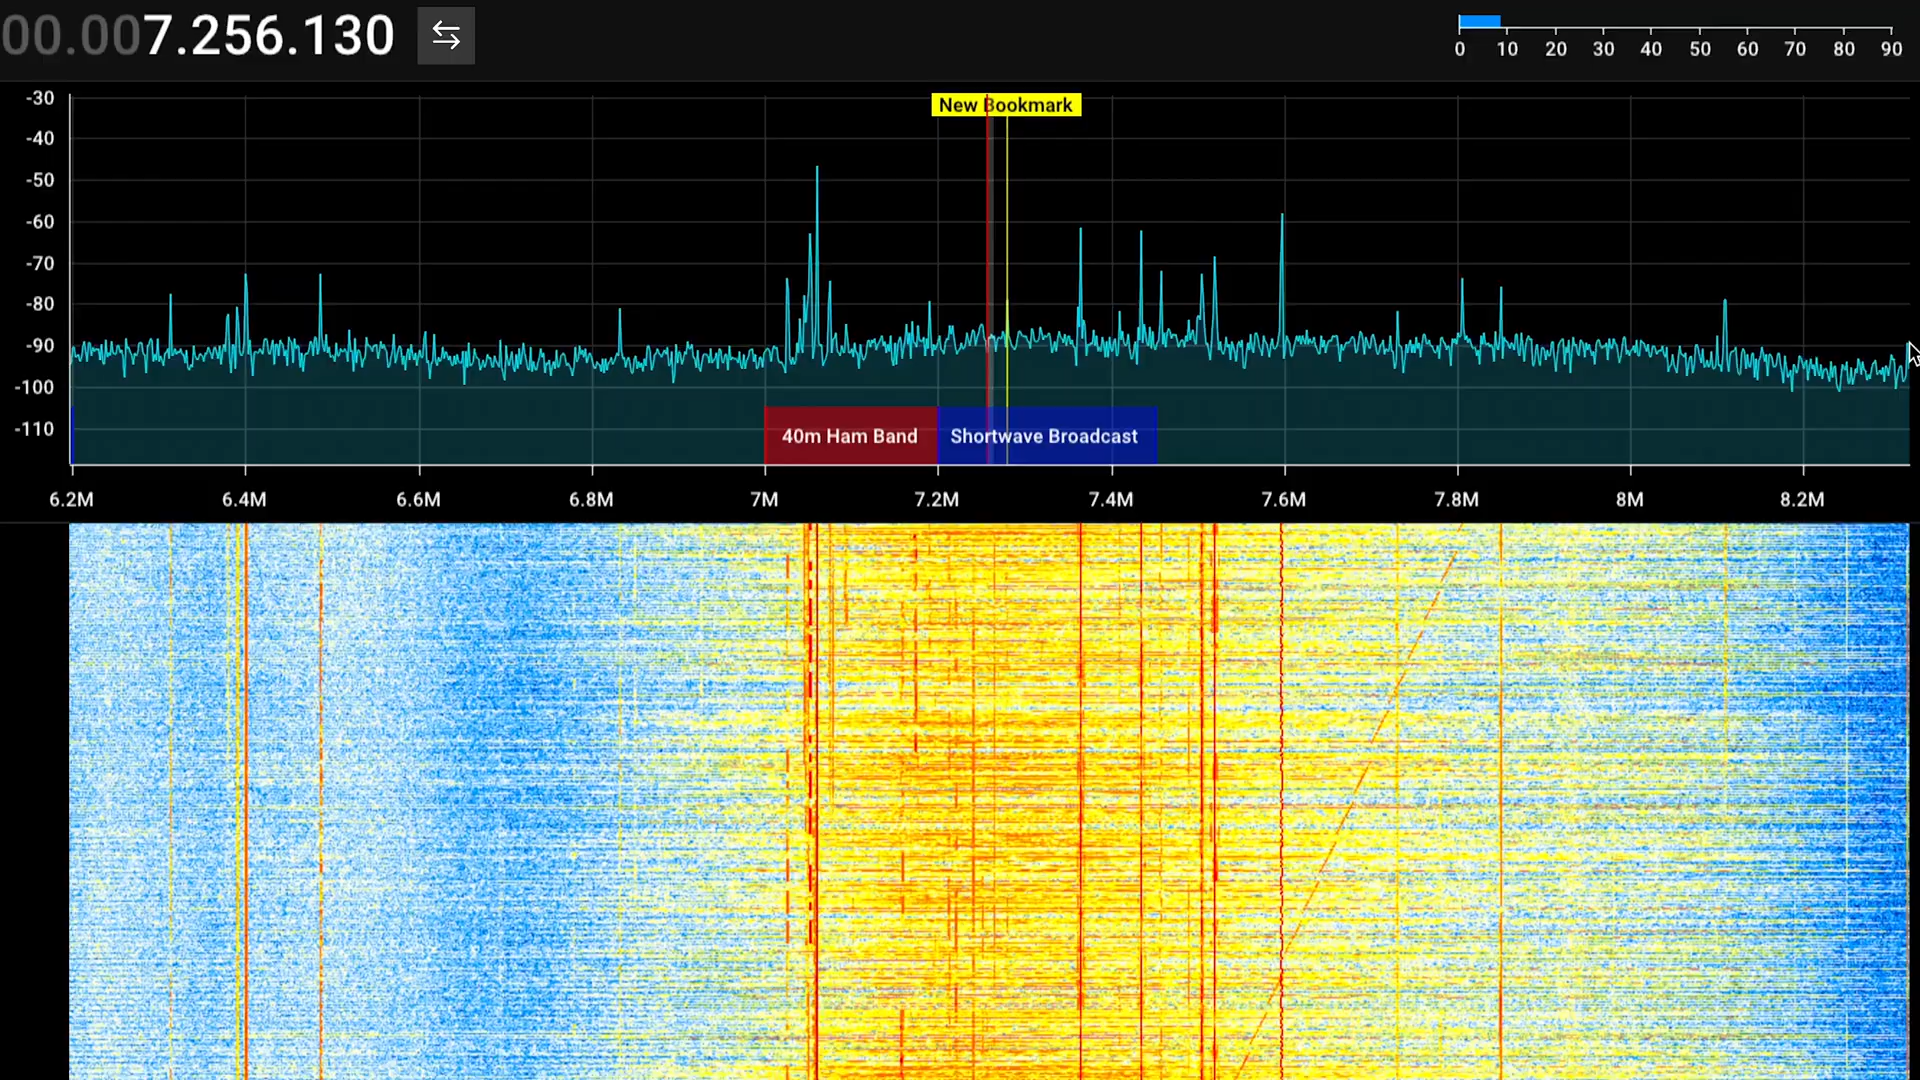 00.007.256.130
0 10 20 30 40 50 60 70 80 90
New Bookmark
-30
-40
-50
-60
-70
-80
-90
-100
-110
40m Ham Band
Shortwave Broadcast
6.2M 6.4M 6.6M 6.8M 7M 7.2M 7.4M 7.6M 7.8M 8M 8.2M